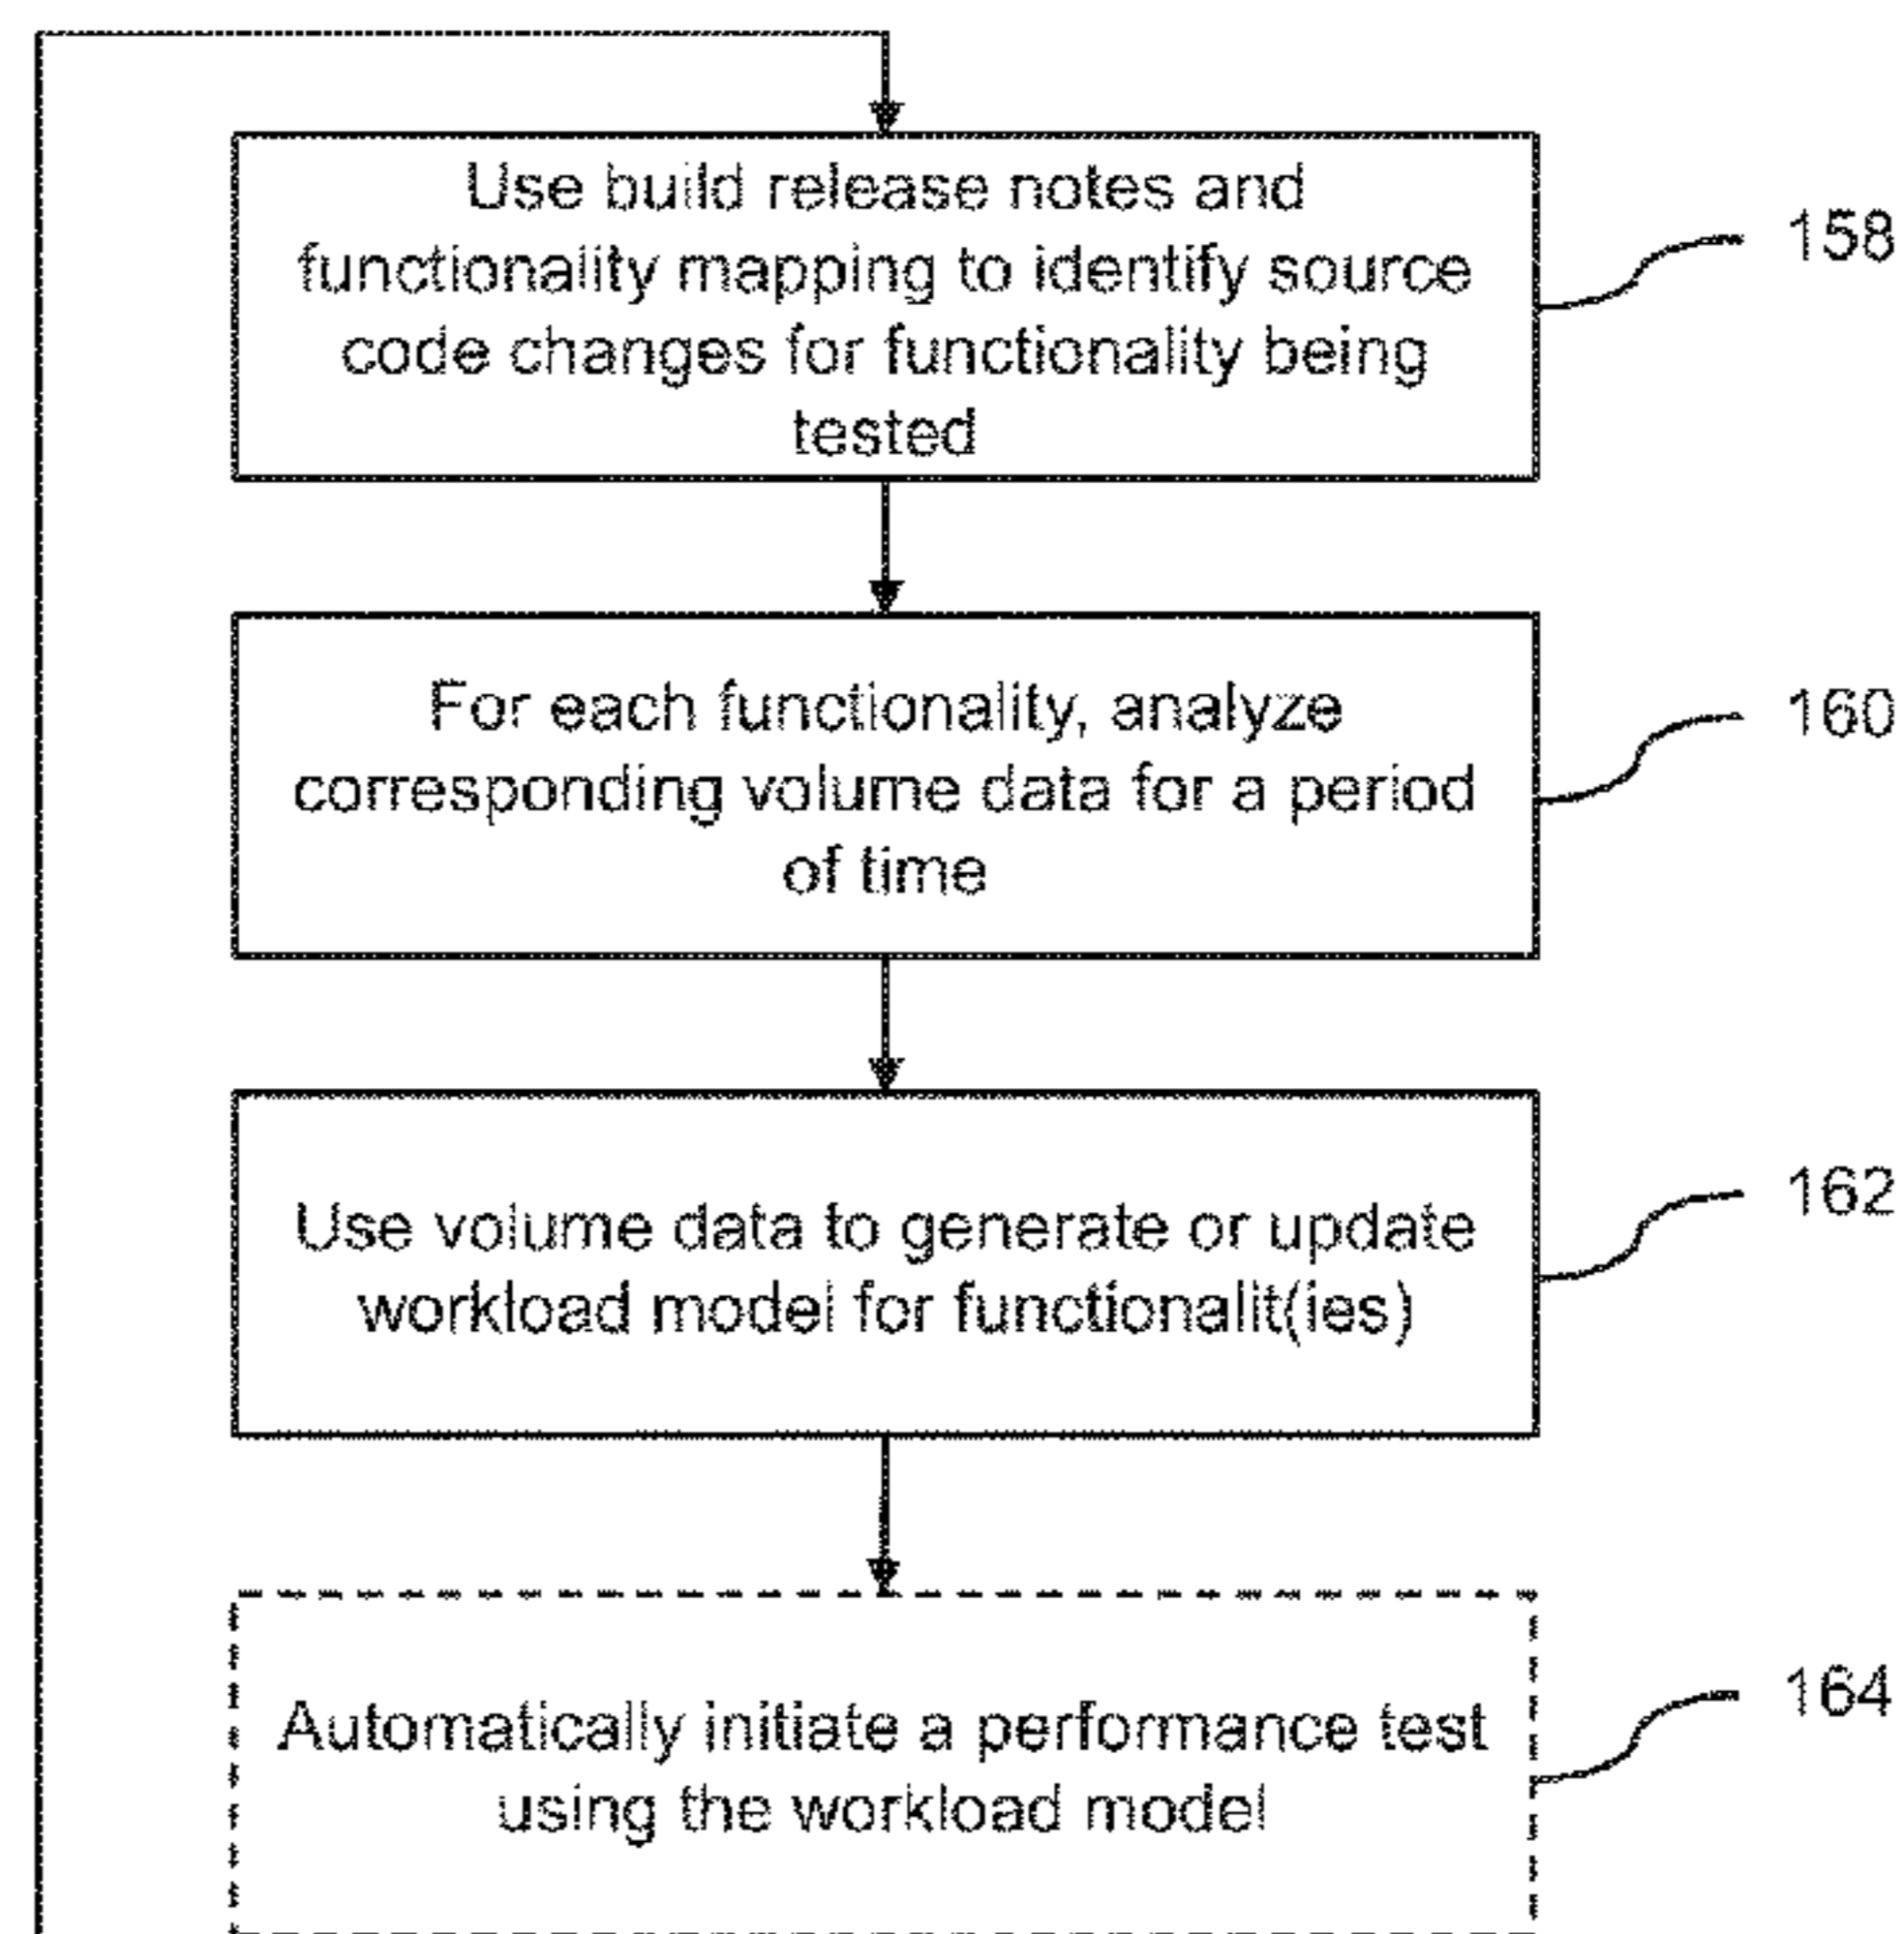 Use build release notes and
functionality mapping to identify source
code changes for functionality being
tested
158
For each functionality, analyze
corresponding volume data for a period
of time
160
Use volume data to generate or update
workload model for functionalit(ies)
162
Automatically initiate a performance test
using the workload model
164